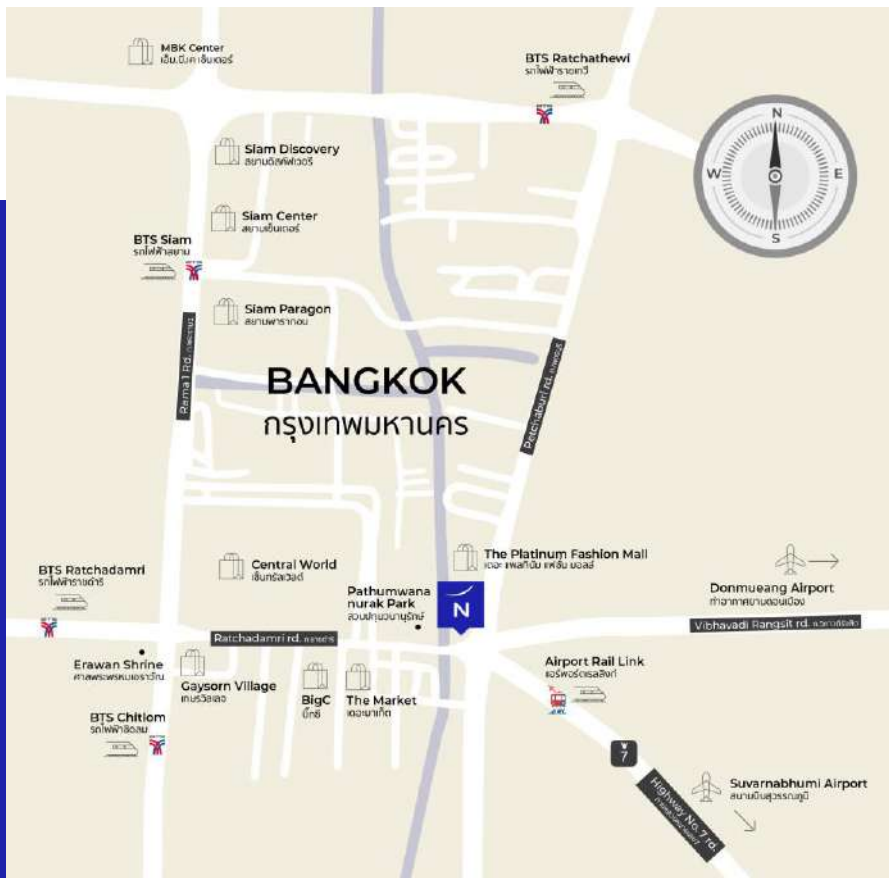 MBK Center
เอ็ม.บี.เค เซ็นเตอร์
BTS Ratchathewi
รถไฟฟ้าราชเทวี
N
W
E
S
Siam Discovery
สยามดิสคัฟเวอรี
Siam Center
สยามเซ็นเตอร์
BTS Siam
รถไฟฟ้าสยาม
Siam Paragon
สยามพารากอน
Rama 1 Rd.
Petchaburi rd.
BANGKOK
กรุงเทพมหานคร
The Platinum Fashion Mall
เดอะ แพลทินัม แฟชั่น มอลล์
Central World
เซ็นทรัลเวิลด์
BTS Ratchadamri
รถไฟฟ้าราชดำริ
Pathumwana
nurak Park
สวนปทุมวนานุรักษ์
N
Donmueang Airport
ท่าอากาศยานดอนเมือง
Vibhavadi Rangsit rd.
Ratchadamri rd.
Erawan Shrine
ศาลพระพรหมเอราวัณ
Gaysorn Village
เกษรวิลเลจ
BigC
บิ๊กซี
The Market
เดอะมาเก็ต
Airport Rail Link
แอร์พอร์ตเรลลิงก์
BTS Chitlom
รถไฟฟ้าชิดลม
7
Highway No. 7 rd.
Suvarnabhumi Airport
สนามบินสุวรรณภูมิ